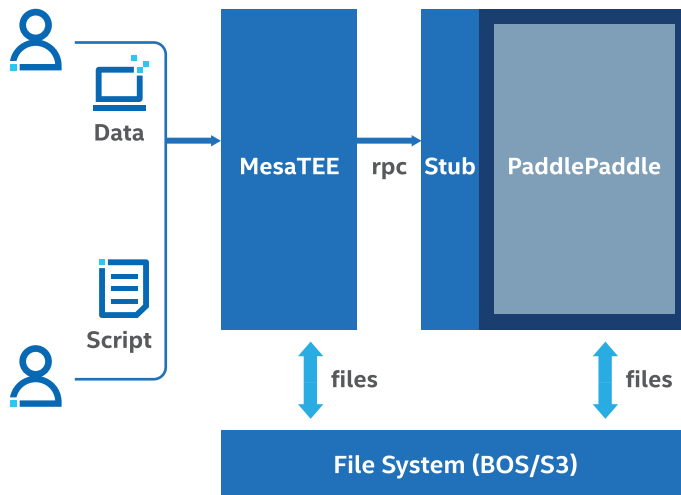 Data
MesaTEE
rpc
Stub
PaddlePaddle
Script
files
files
File System (BOS/S3)